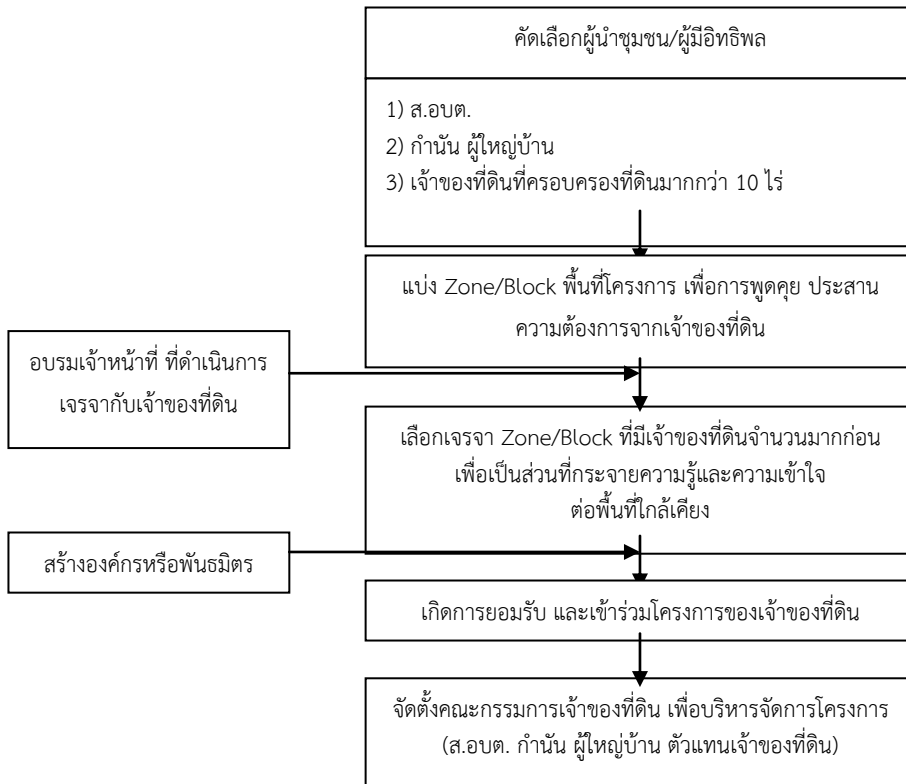 คัดเลือกผู้นำชุมชน/ผู้มีอิทธิพล
1) ส.อบต.
2) กำนัน ผู้ใหญ่บ้าน
3) เจ้าของที่ดินที่ครอบครองที่ดินมากกว่า 10 ไร่
แบ่ง Zone/Block พื้นที่โครงการ เพื่อการพูดคุย ประสาน
ความต้องการจากเจ้าของที่ดิน
อบรมเจ้าหน้าที่ ที่ดำเนินการ
เจรจากับเจ้าของที่ดิน
เลือกเจรจา Zone/Block ที่มีเจ้าของที่ดินจำนวนมากก่อน
เพื่อเป็นส่วนที่กระจายความรู้และความเข้าใจ
ต่อพื้นที่ใกล้เคียง
สร้างองค์กรหรือพันธมิตร
เกิดการยอมรับ และเข้าร่วมโครงการของเจ้าของที่ดิน
จัดตั้งคณะกรรมการเจ้าของที่ดิน เพื่อบริหารจัดการโครงการ
(ส.อบต. กำนัน ผู้ใหญ่บ้าน ตัวแทนเจ้าของที่ดิน)